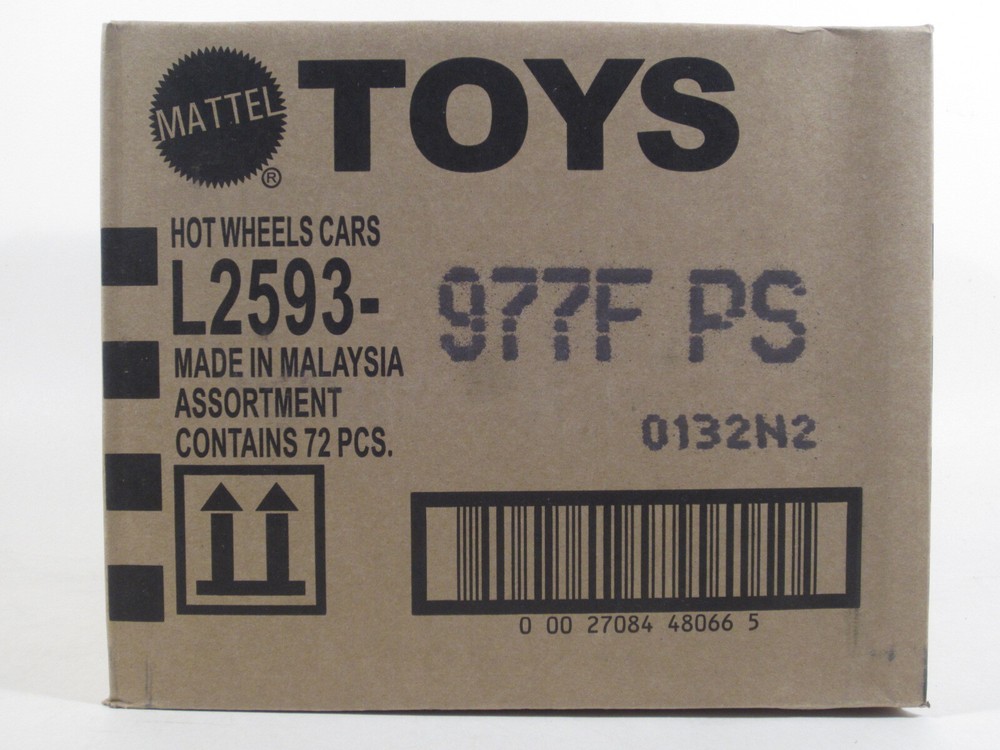 MATTEL® TOYS
HOT WHEELS CARS
L2593- 977F PS
MADE IN MALAYSIA
ASSORTMENT
CONTAINS 72 PCS.
0132N2
0 00 27084 48066 5